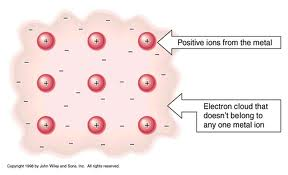 Positive ions from the metal
Electron cloud that
doesn't belong to
any one metal ion
Copyright 1998 by John Wiley and Sons, Inc. All rights reserved.